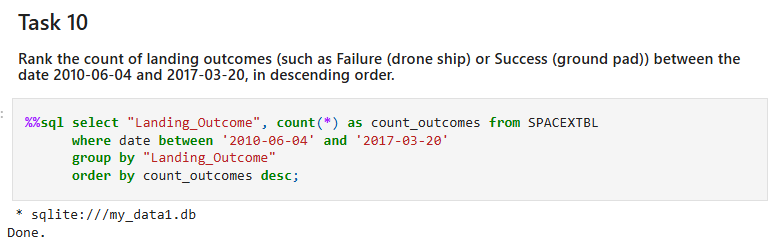 Task 10
Rank the count of landing outcomes (such as Failure (drone ship) or Success (ground pad)) between the
date 2010-06-04 and 2017-03-20, in descending order.
:
%%sql select "Landing_Outcome", count(*) as count_outcomes from SPACEXTBL
where date between '2010-06-04' and '2017-03-20'
group by "Landing_Outcome"
order by count_outcomes desc;
* sqlite:///my_data1.db
Done.